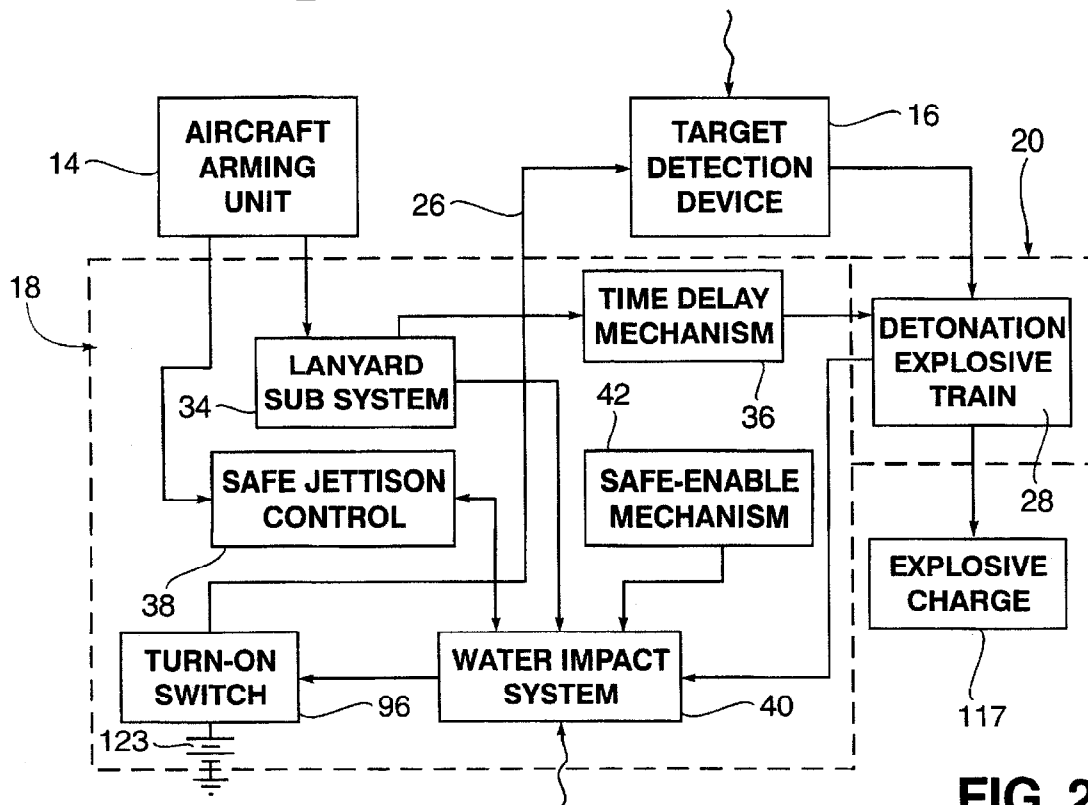 AIRCRAFT
ARMING
UNIT
14
TARGET
DETECTION
DEVICE
16
20
26
18
TIME DELAY
MECHANISM
36
DETONATION
EXPLOSIVE
TRAIN
28
LANYARD
SUB SYSTEM
34
42
SAFE JETTISON
CONTROL
38
SAFE-ENABLE
MECHANISM
EXPLOSIVE
CHARGE
117
TURN-ON
SWITCH
96
WATER IMPACT
SYSTEM
40
123
FIG. 2